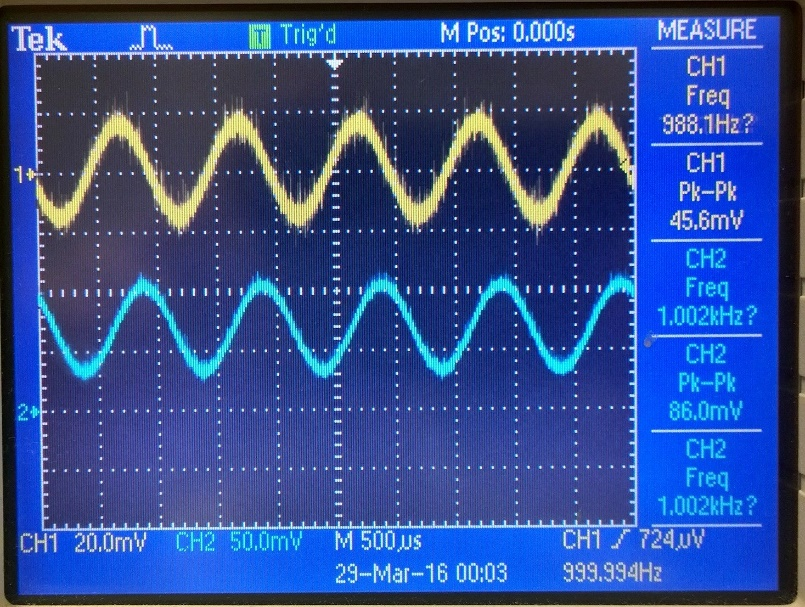 Tek T Trig'd M Pos: 0.000s MEASURE
CH1
Freq
988.1Hz?
1
CH1
Pk-Pk
45.6mV
CH2
Freq
1.002kHz?
CH2
Pk-Pk
2
86.0mV
CH2
Freq
1.002kHz?
CH1 20.0mV CH2 50.0mV M 500µs CH1 724µV
29-Mar-16 00:03 999.994Hz